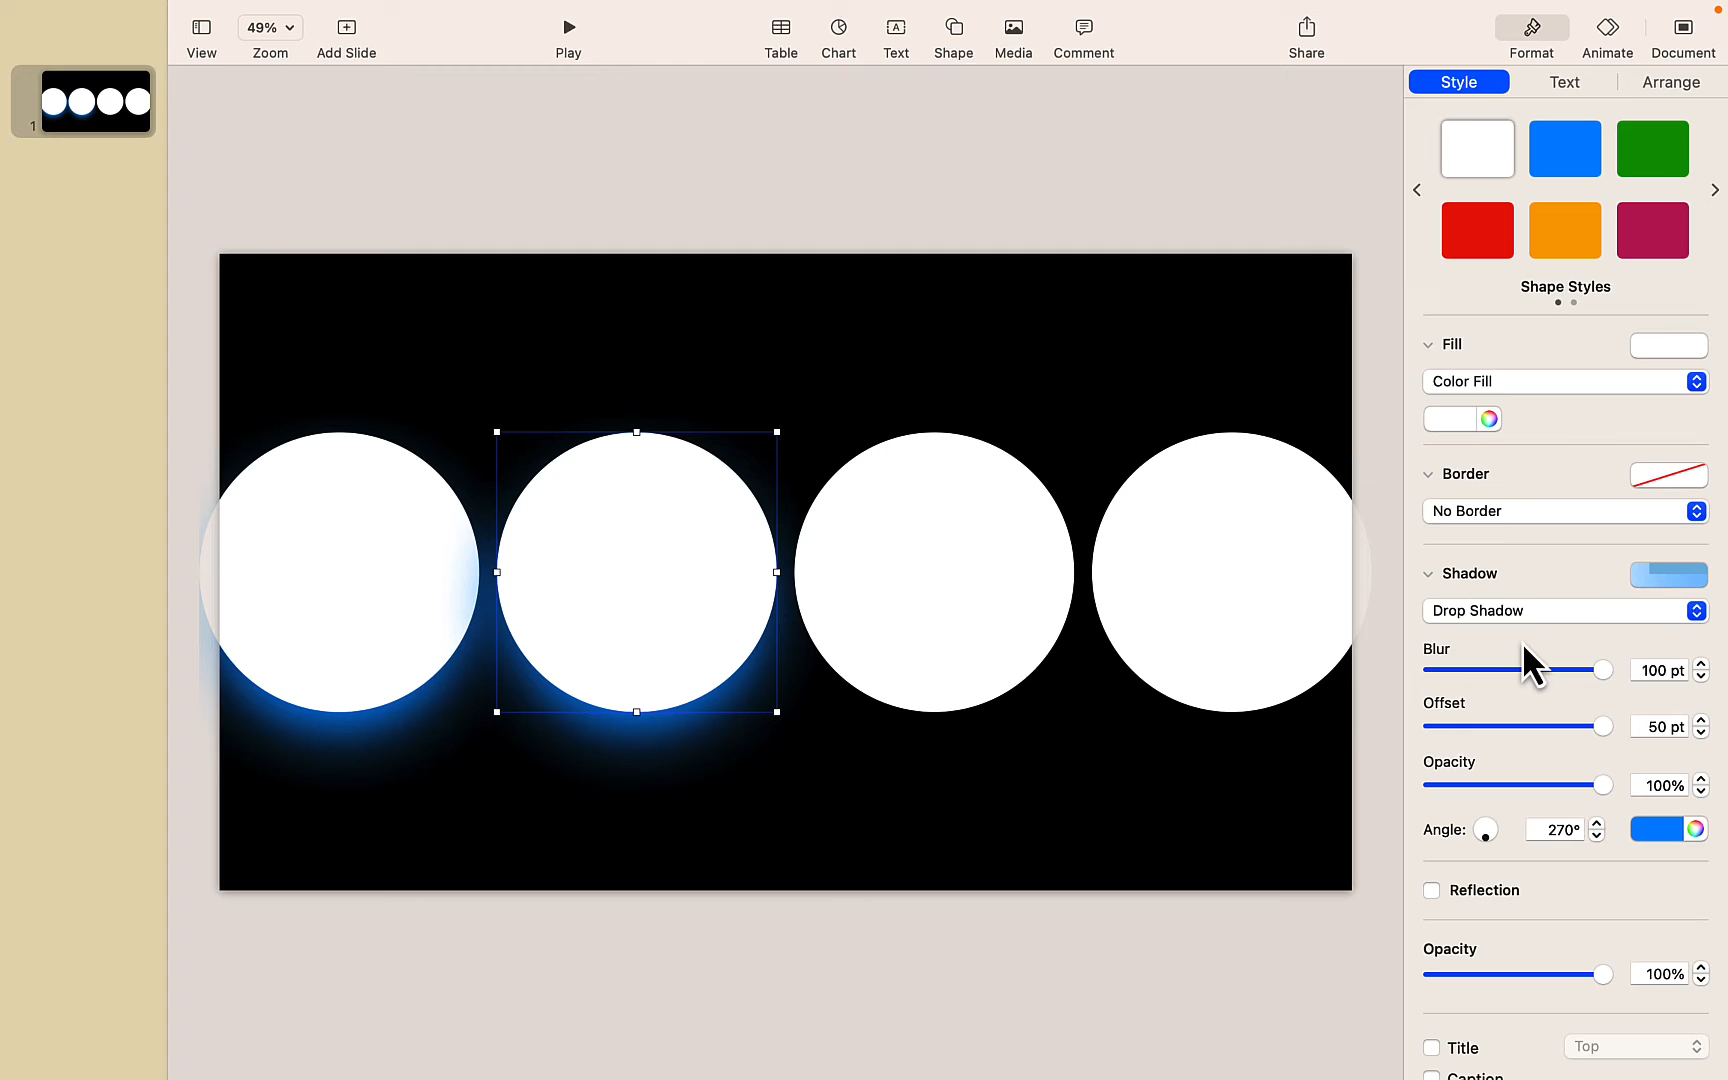 49%
View
Zoom
Add Slide
Play
Table
Chart
Text
Shape
Media
Comment
Share
Format
Animate
Document
1
Style
Text
Arrange
Shape Styles
Fill
Color Fill
Border
No Border
Shadow
Drop Shadow
Blur
100 pt
Offset
50 pt
Opacity
100%
Angle:
270°
Reflection
Opacity
100%
Title
Top
Caption